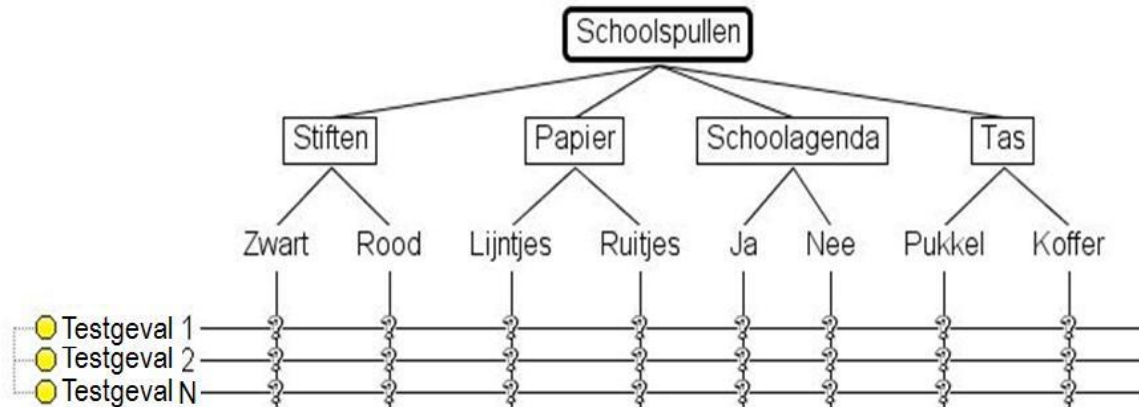 Schoolspullen
Stiften Papier Schoolagenda Tas
Zwart Rood Lijntjes Ruitjes Ja Nee Pukkel Koffer
Testgeval 1 ? ? ? ? ? ? ? ?
Testgeval 2 ? ? ? ? ? ? ? ?
Testgeval N ? ? ? ? ? ? ? ?